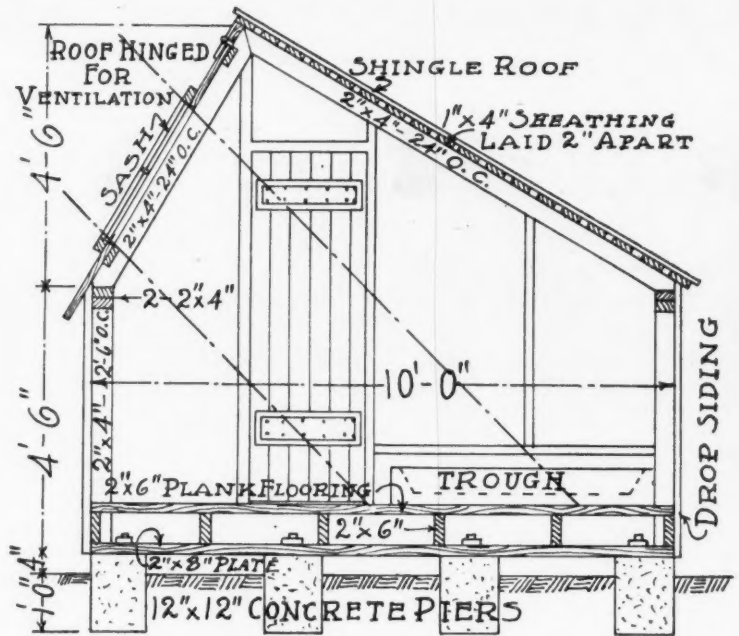 ROOF HINGED
FOR
VENTILATION
SHINGLE ROOF
1"x4" SHEATHING
LAID 2" APART
2"x4"-24" O.C.
SASH
2"x4"-24" O.C.
4'-6"
2-2"x4"
2"x4"-2'-6" O.C.
10'-0"
4'-6"
DROP SIDING
TROUGH
2"x6" PLANK FLOORING
2"x6"
2"x8" PLATE
4"
1'-0"
12"x12" CONCRETE PIERS